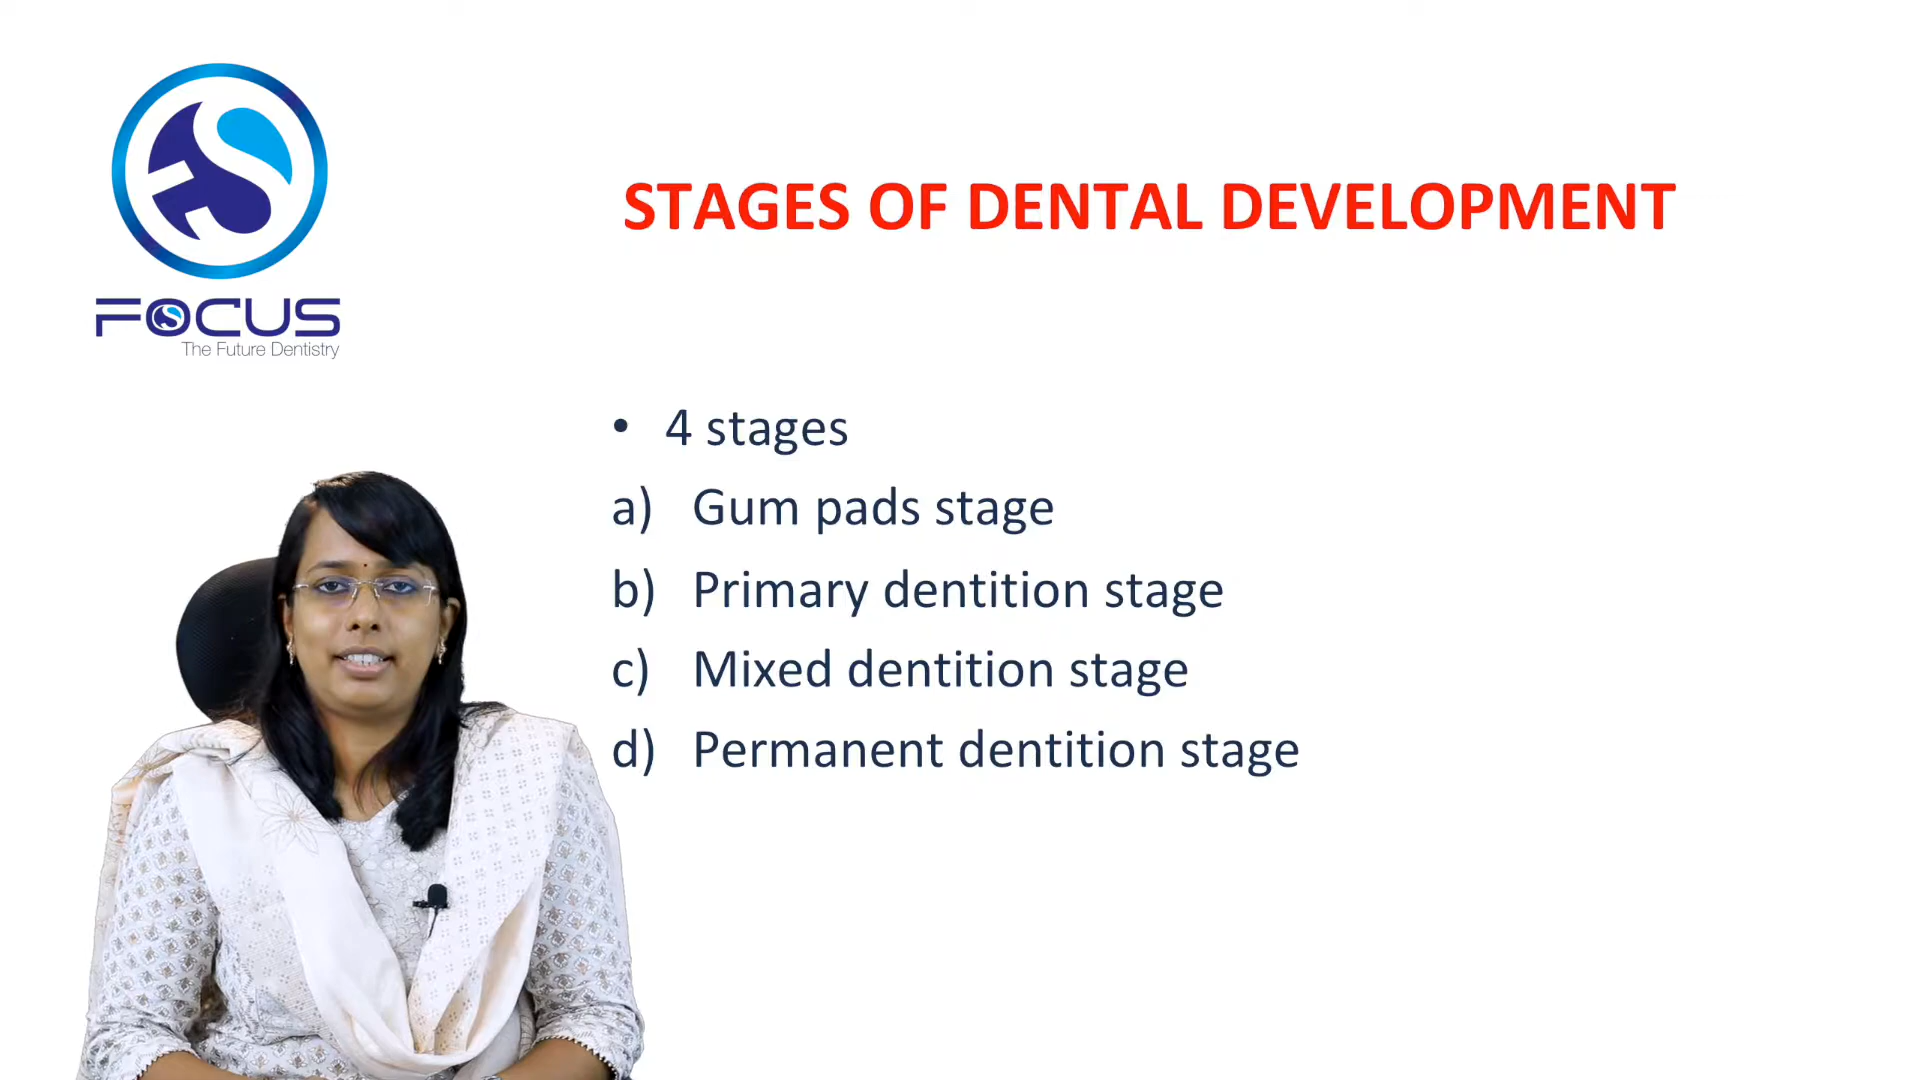 FOCUS
The Future Dentistry
STAGES OF DENTAL DEVELOPMENT
• 4 stages
a) Gum pads stage
b) Primary dentition stage
c) Mixed dentition stage
d) Permanent dentition stage